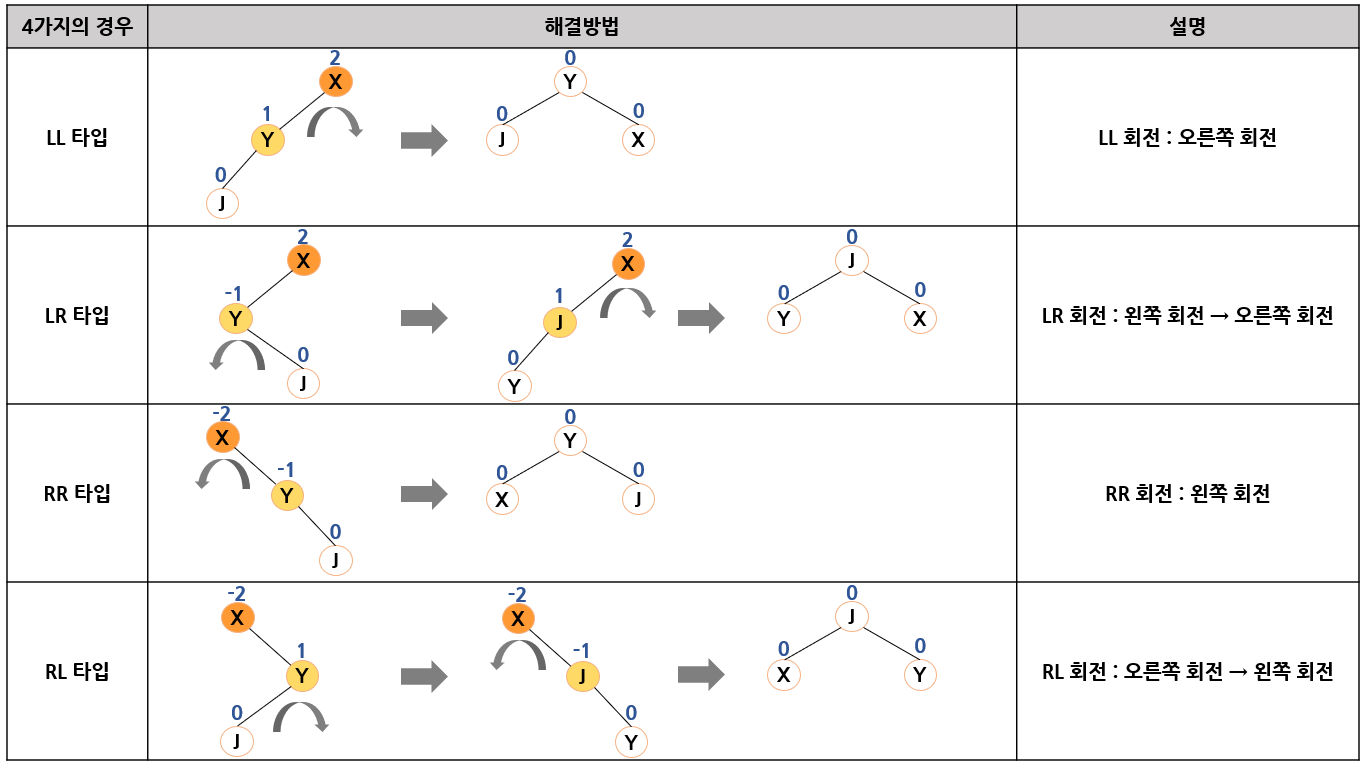 4가지의 경우 해결방법 설명
LL 타입
2
X
1
Y
0
J
0
Y
0 0
J X
LL 회전 : 오른쪽 회전
LR 타입
2
X
-1
Y
0
J
2
X
1
J
0
Y
0
J
0 0
Y X
LR 회전 : 왼쪽 회전 → 오른쪽 회전
RR 타입
-2
X
-1
Y
0
J
0
Y
0 0
X J
RR 회전 : 왼쪽 회전
RL 타입
-2
X
1
Y
0
J
-2
X
-1
J
0
Y
0
J
0 0
X Y
RL 회전 : 오른쪽 회전 → 왼쪽 회전